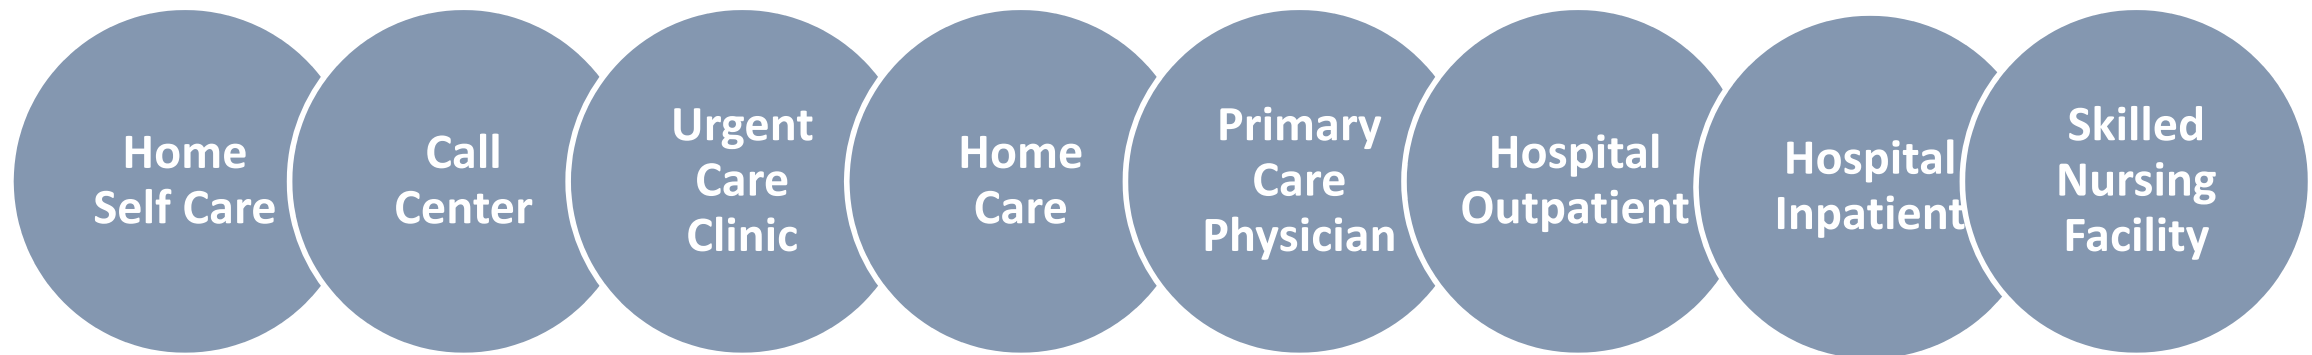 Home
Self Care
Call
Center
Urgent
Care
Clinic
Home
Care
Primary
Care
Physician
Hospital
Outpatient
Hospital
Inpatient
Skilled
Nursing
Facility